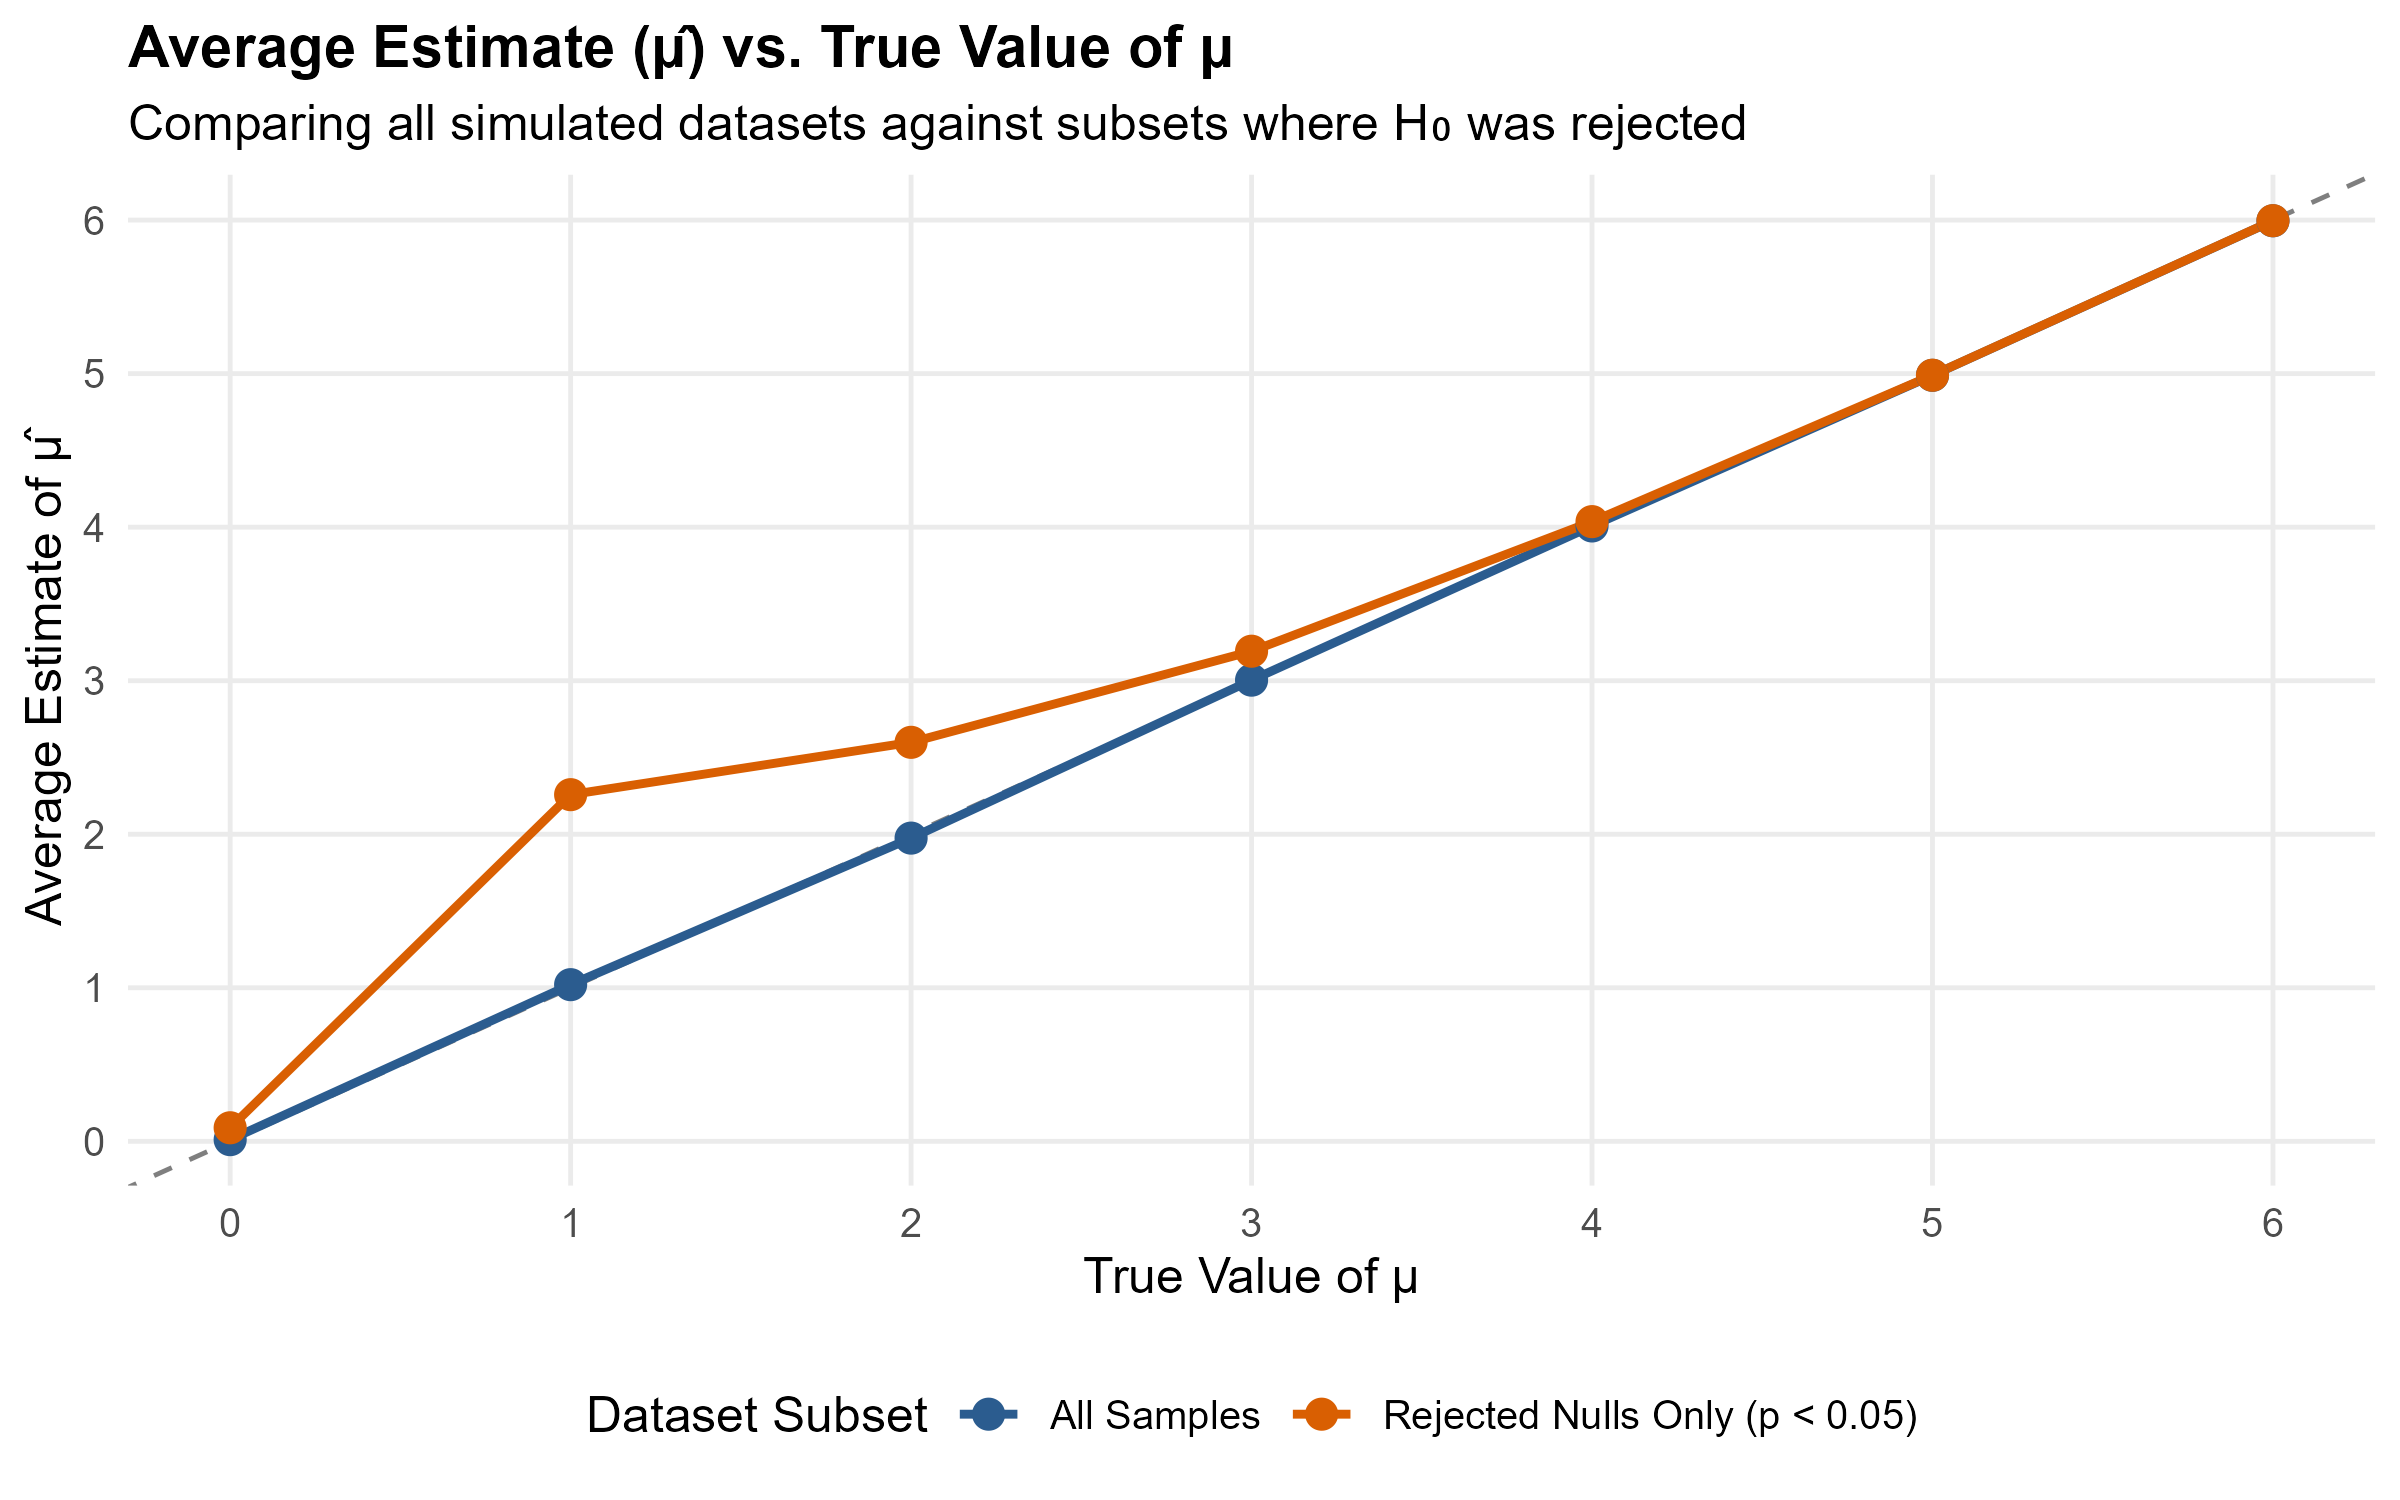 Average Estimate (μ̂) vs. True Value of μ
Comparing all simulated datasets against subsets where H₀ was rejected
Average Estimate of μ̂
6
5
4
3
2
1
0
0 1 2 3 4 5 6
True Value of μ
Dataset Subset All Samples Rejected Nulls Only (p < 0.05)